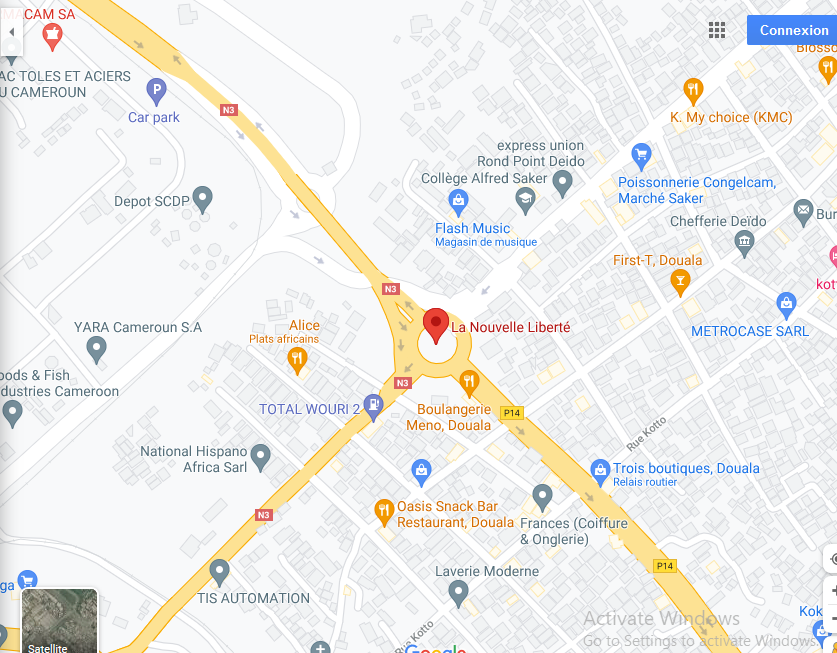 MACAM SA
AC TOLES ET ACIERS
U CAMEROUN
P
Car park
N3
Connexion
K. My choice (KMC)
express union
Rond Point Deido
Collège Alfred Saker
Poissonnerie Congelcam,
Marché Saker
Depot SCDP
Flash Music
Magasin de musique
Chefferie Deïdo
Bur
First-T, Douala
kot
N3
METROCASE SARL
La Nouvelle Liberté
YARA Cameroun S.A
Alice
Plats africains
oods & Fish
dustries Cameroon
N3
TOTAL WOURI 2
Boulangerie
Meno, Douala
P14
Rue Kotto
National Hispano
Africa Sarl
Trois boutiques, Douala
Relais routier
Oasis Snack Bar
Restaurant, Douala
Frances (Coiffure
& Onglerie)
N3
P14
Laverie Moderne
TIS AUTOMATION
ga
Kok
Rue Kotto
Satellite
Google
Activate Windows
Go to Settings to activate Windows.